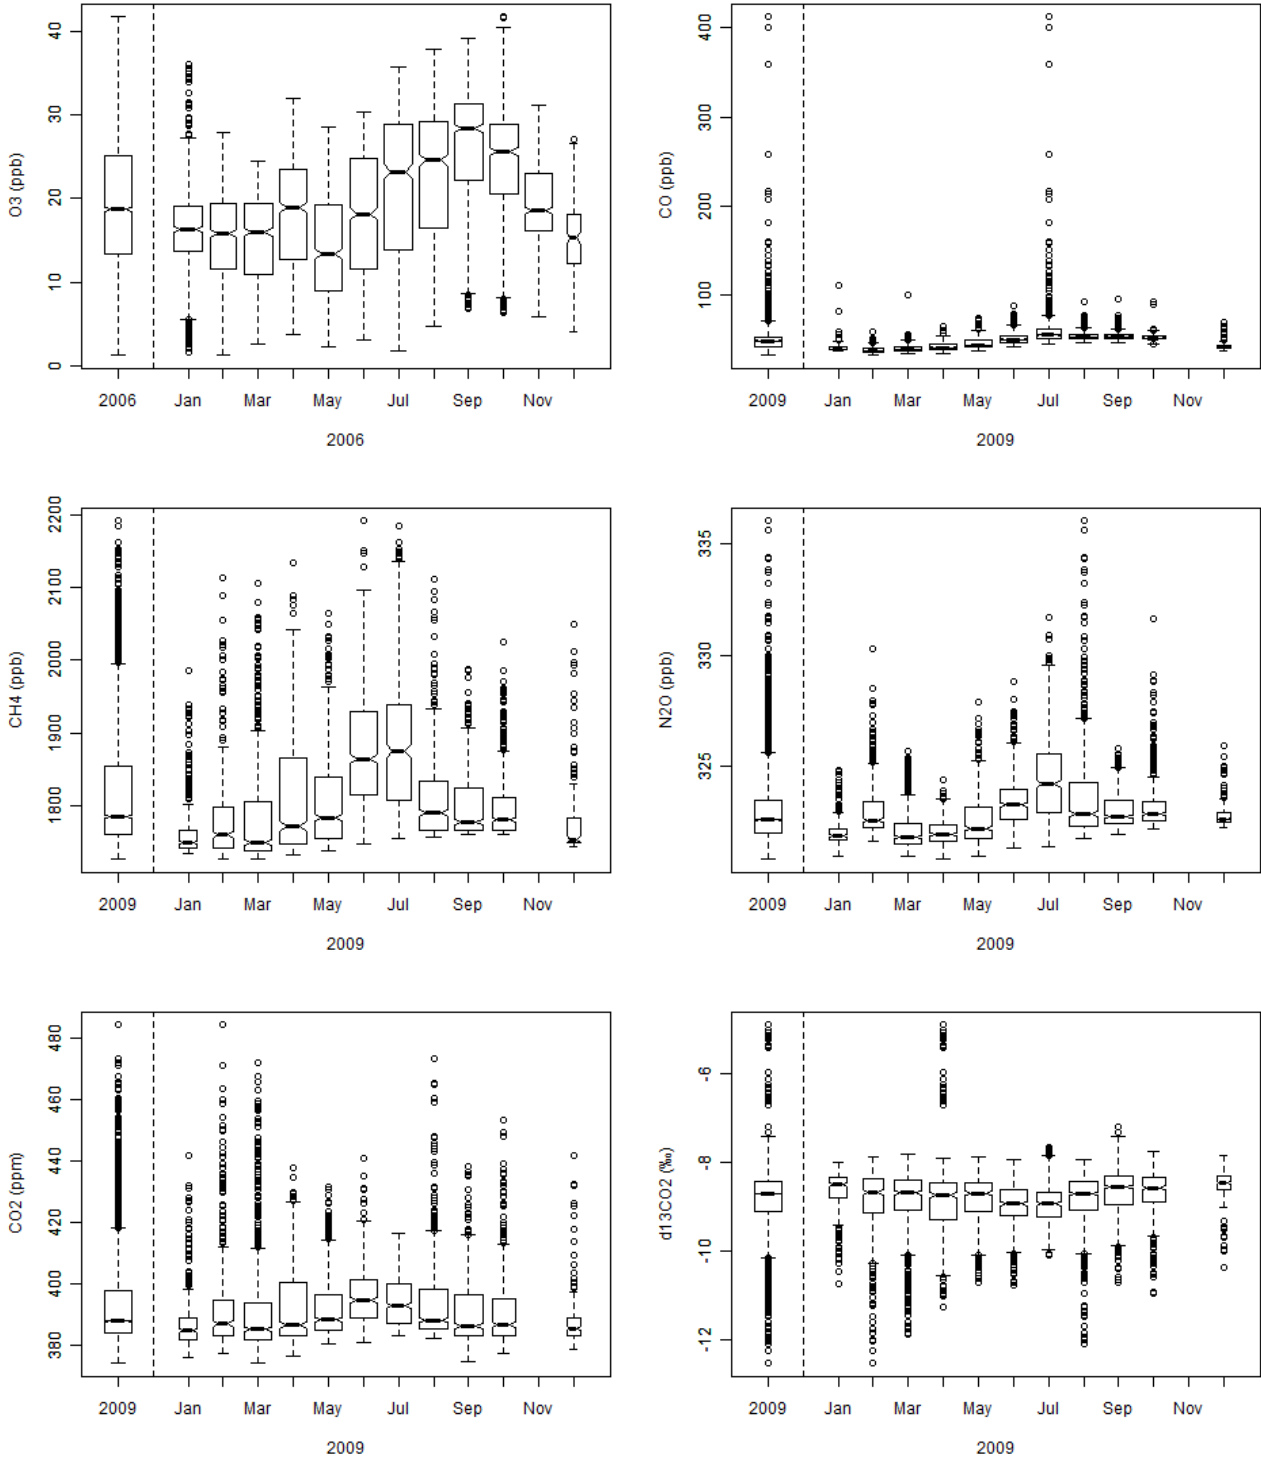 O3 (ppb)
40
30
20
10
0
2006 Jan Mar May Jul Sep Nov
2006
CO (ppb)
400
300
200
100
2009 Jan Mar May Jul Sep Nov
2009
CH4 (ppb)
2200
2100
2000
1900
1800
2009 Jan Mar May Jul Sep Nov
2009
N2O (ppb)
335
330
325
2009 Jan Mar May Jul Sep Nov
2009
CO2 (ppm)
480
460
440
420
400
380
2009 Jan Mar May Jul Sep Nov
2009
d13CO2 (‰)
-6
-8
-10
-12
2009 Jan Mar May Jul Sep Nov
2009